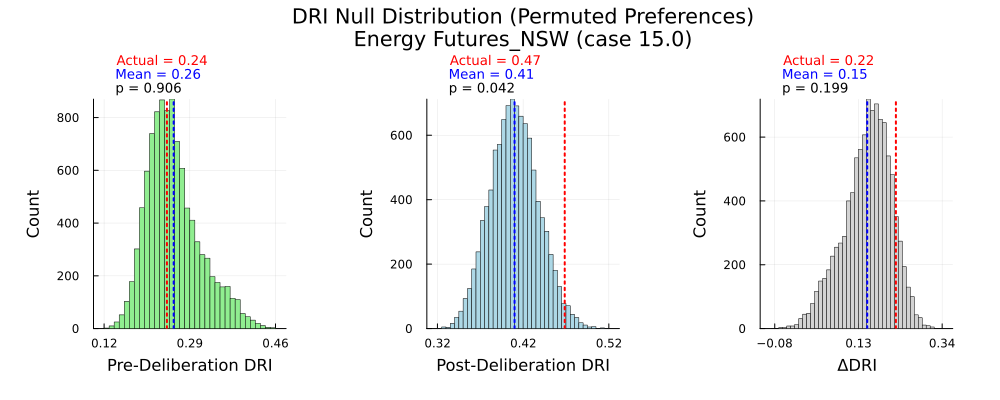 DRI Null Distribution (Permuted Preferences)
Energy Futures_NSW (case 15.0)
Actual = 0.24
Mean = 0.26
p = 0.906
Count
800
600
400
200
0
0.12
0.29
0.46
Pre-Deliberation DRI
Actual = 0.47
Mean = 0.41
p = 0.042
Count
600
400
200
0
0.32
0.42
0.52
Post-Deliberation DRI
Actual = 0.22
Mean = 0.15
p = 0.199
Count
600
400
200
0
−0.08
0.13
0.34
ΔDRI